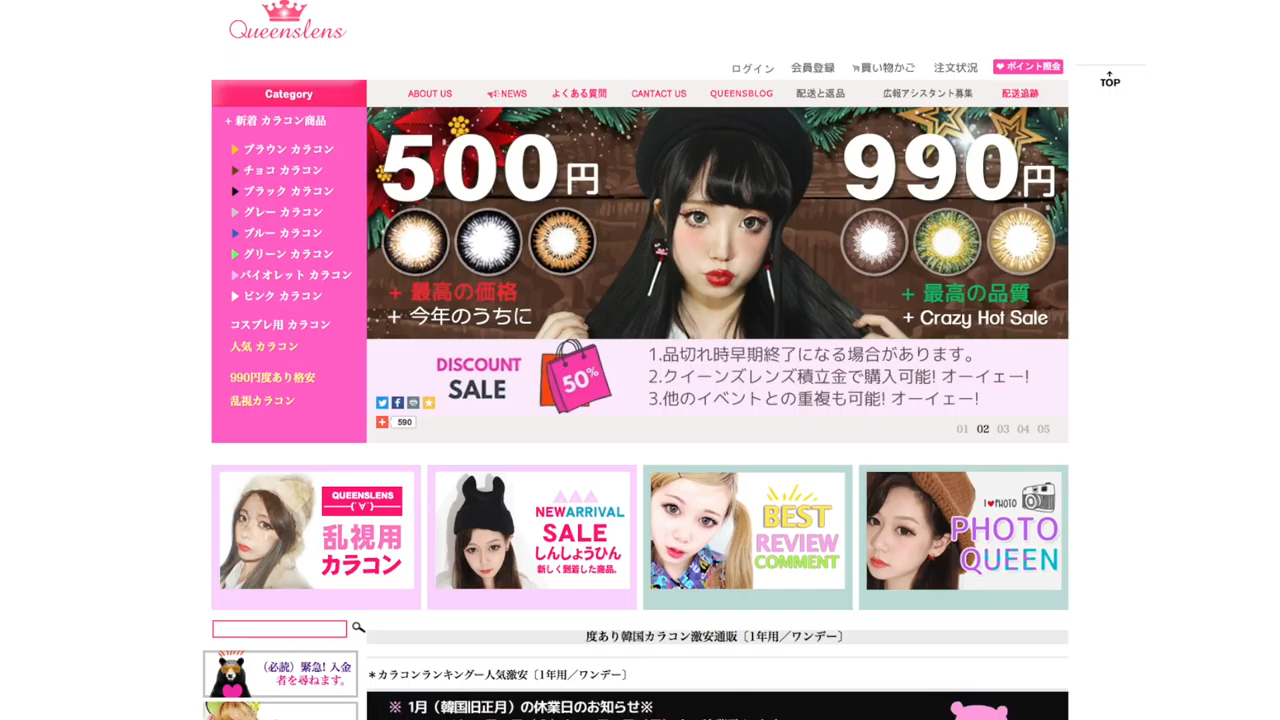 Queenslens
ログイン 会員登録 買い物かご 注文状況 ポイント照会
TOP
Category
ABOUT US NEWS よくある質問 CANTACT US QUEENSBLOG 配送と返品 広報アシスタント募集 配送追跡
+ 新着 カラコン商品
ブラウン カラコン
チョコ カラコン
ブラック カラコン
グレー カラコン
ブルー カラコン
グリーン カラコン
バイオレット カラコン
ピンク カラコン
コスプレ用 カラコン
人気 カラコン
990円度あり格安
乱視カラコン
500円
+ 最高の価格
+ 今年のうちに
990円
+ 最高の品質
+ Crazy Hot Sale
DISCOUNT
SALE
50%
1.品切れ時早期終了になる場合があります。
2.クイーンズレンズ積立金で購入可能! オーイェー!
3.他のイベントとの重複も可能! オーイェー!
590
01 02 03 04 05
QUEENSLENS
乱視用
カラコン
NEWARRIVAL
SALE
しんしょうひん
新しく到着した商品。
BEST
REVIEW
COMMENT
I PHOTO
PHOTO
QUEEN
度あり韓国カラコン激安通販〔1年用／ワンデー〕
（必読）緊急! 入金
者を尋ねます。
＊カラコンランキングー人気激安〔1年用／ワンデー〕
※ 1月（韓国旧正月）の休業日のお知らせ※